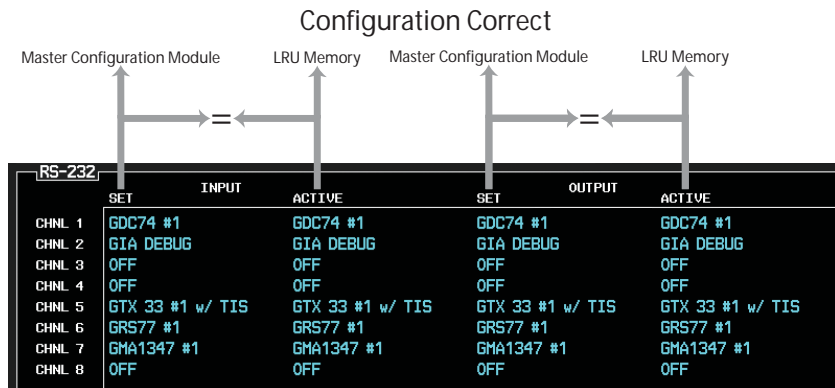 Configuration Correct
Master Configuration Module LRU Memory Master Configuration Module LRU Memory
= =
RS-232
INPUT OUTPUT
SET ACTIVE SET ACTIVE
CHNL 1 GDC74 #1 GDC74 #1 GDC74 #1 GDC74 #1
CHNL 2 GIA DEBUG GIA DEBUG GIA DEBUG GIA DEBUG
CHNL 3 OFF OFF OFF OFF
CHNL 4 OFF OFF OFF OFF
CHNL 5 GTX 33 #1 w/ TIS GTX 33 #1 w/ TIS GTX 33 #1 w/ TIS GTX 33 #1 w/ TIS
CHNL 6 GRS77 #1 GRS77 #1 GRS77 #1 GRS77 #1
CHNL 7 GMA1347 #1 GMA1347 #1 GMA1347 #1 GMA1347 #1
CHNL 8 OFF OFF OFF OFF